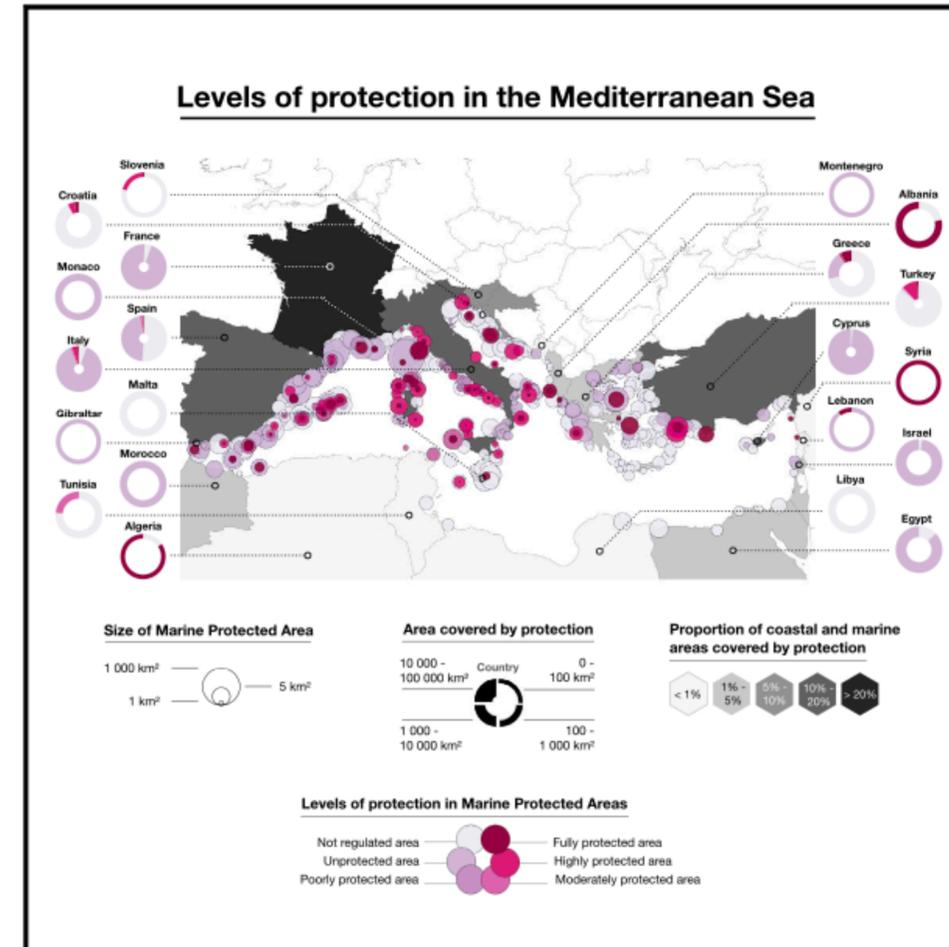 Levels of protection in the Mediterranean Sea
Slovenia
Croatia
France
Monaco
Spain
Italy
Malta
Gibraltar
Morocco
Tunisia
Algeria
Montenegro
Albania
Greece
Turkey
Cyprus
Syria
Lebanon
Israel
Libya
Egypt
Size of Marine Protected Area
1 000 km²
5 km²
1 km²
Area covered by protection
10 000 -
100 000 km²
Country
0 -
100 km²
1 000 -
10 000 km²
100 -
1 000 km²
Proportion of coastal and marine
areas covered by protection
< 1%
1% -
5%
5% -
10%
10% -
20%
> 20%
Levels of protection in Marine Protected Areas
Not regulated area
Fully protected area
Unprotected area
Highly protected area
Poorly protected area
Moderately protected area